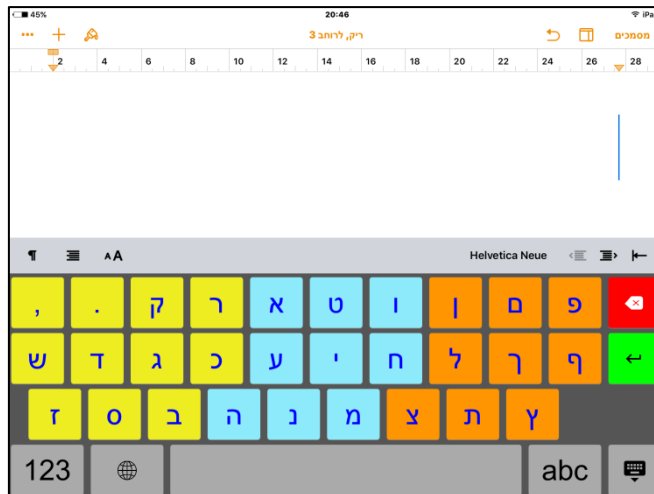 45% 20:46 iPa
ריק, לרוחב 3
מסמכים
2 4 6 8 10 12 14 16 18 20 22 24 26 28
¶ AA Helvetica Neue
, . ק ר א ט ו ן ם פ
ש ד ג כ ע י ח ל ך ף
ז ס ב ה נ מ צ ת ץ
123 abc